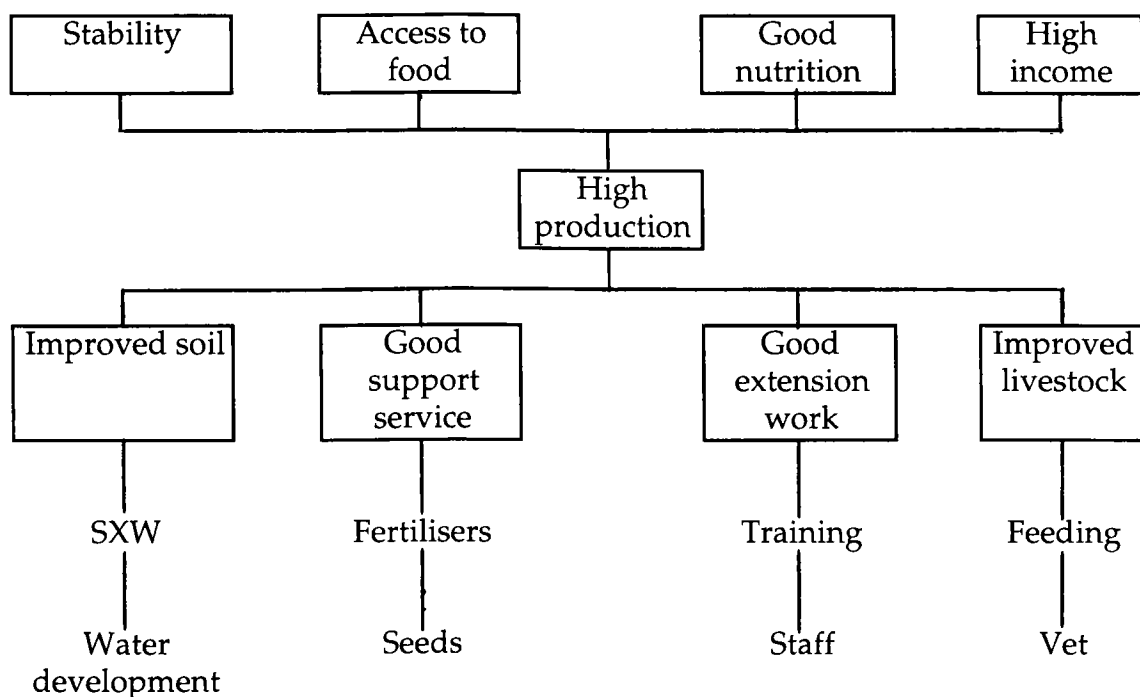 Stability
Access to
food
Good
nutrition
High
income
High
production
Improved soil
Good
support
service
Good
extension
work
Improved
livestock
SXW
Fertilisers
Training
Feeding
Water
development
Seeds
Staff
Vet